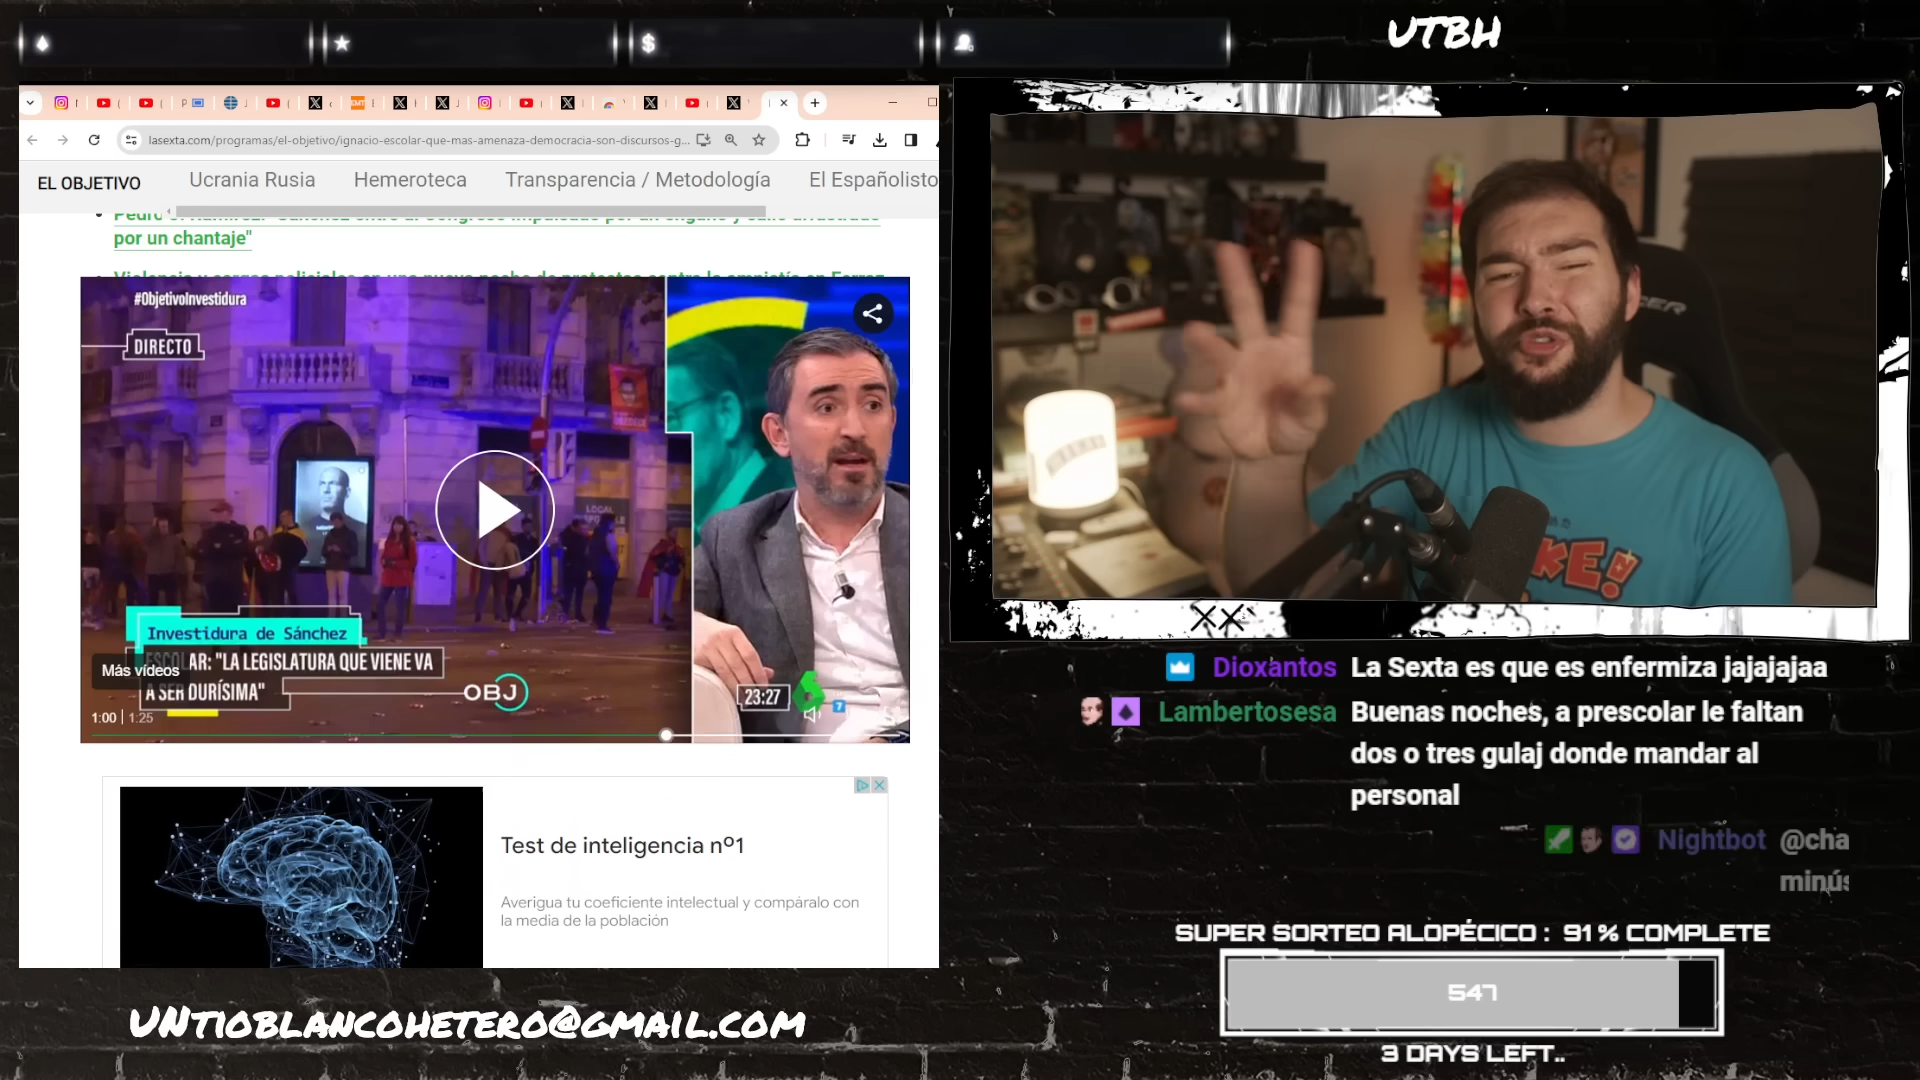 UTBH
lasexta.com/programas/el-objetivo/ignacio-escolar-que-mas-amenaza-democracia-son-discursos-g...
EL OBJETIVO
Ucrania Rusia
Hemeroteca
Transparencia / Metodología
El Españolisto
por un chantaje"
#ObjetivoInvestidura
DIRECTO
Investidura de Sánchez
ESCOLAR: "LA LEGISLATURA QUE VIENE VA
A SER DURÍSIMA"
Más vídeos
OBJ
23:27
1:00 | 1:25
Test de inteligencia nº1
Averigua tu coeficiente intelectual y compáralo con
la media de la población
Dioxantos La Sexta es que es enfermiza jajajajaa
Lambertosesa Buenas noches, a prescolar le faltan
dos o tres gulaj donde mandar al
personal
Nightbot @cha
minús
SUPER SORTEO ALOPÉCICO : 91% COMPLETE
547
3 DAYS LEFT..
UNTIOBLANCOHETERO@GMAIL.COM